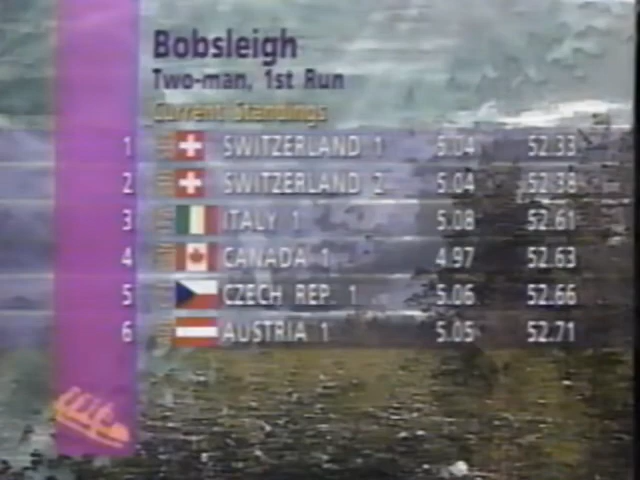 Bobsleigh
Two-man, 1st Run
Current Standings
1 SWITZERLAND 1 5.04 52.33
2 SWITZERLAND 2 5.04 52.38
3 ITALY 1 5.08 52.61
4 CANADA 1 4.97 52.63
5 CZECH REP. 1 5.06 52.66
6 AUSTRIA 1 5.05 52.71